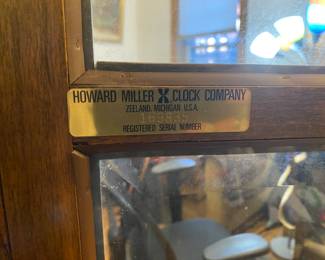 HOWARD MILLER CLOCK COMPANY
ZEELAND, MICHIGAN U.S.A.
REGISTERED SERIAL NUMBER